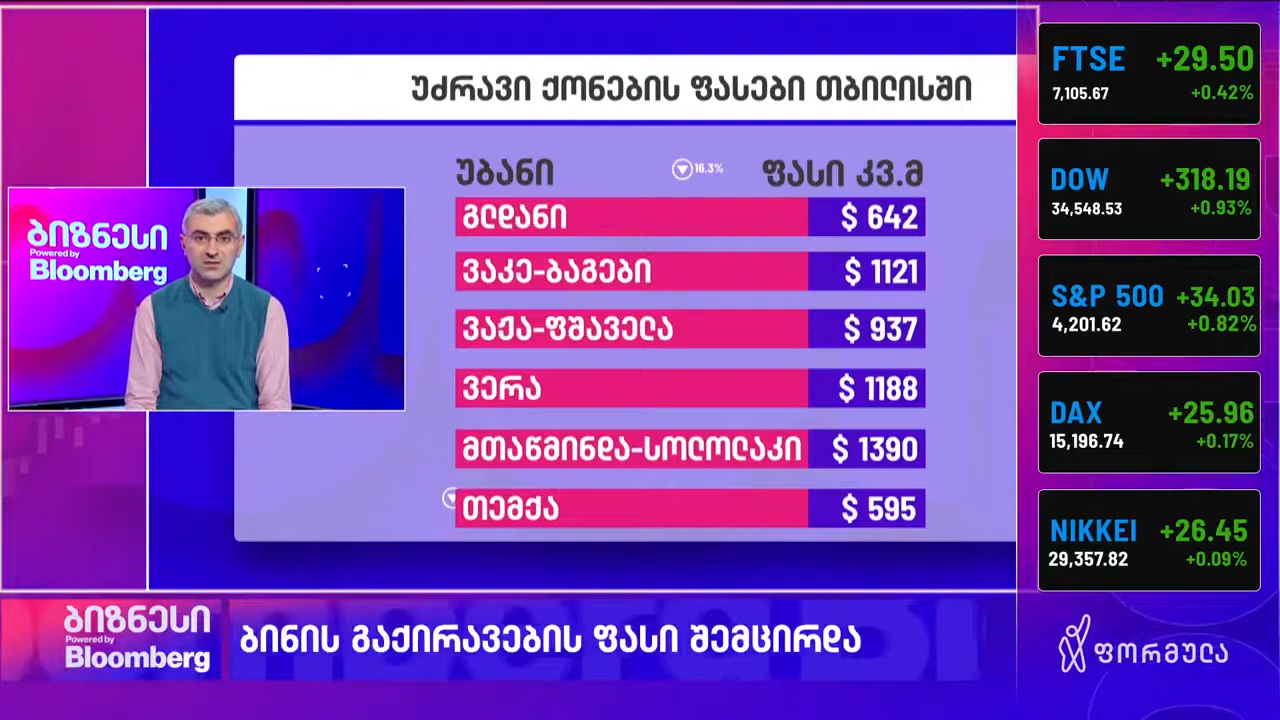 უძრავი ქონების ფასები თბილისში
უბანი
16.3%
ფასი კვ.მ
გლდანი
$ 642
ვაკე-ბაგები
$ 1121
ვაჟა-ფშაველა
$ 937
ვერა
$ 1188
მთაწმინდა-სოლოლაკი
$ 1390
თემქა
$ 595
ბიზნესი
Powered by
Bloomberg
FTSE +29.50
7,105.67 +0.42%
DOW +318.19
34,548.53 +0.93%
S&P 500 +34.03
4,201.62 +0.82%
DAX +25.96
15,196.74 +0.17%
NIKKEI +26.45
29,357.82 +0.09%
ბიზნესი
Powered by
Bloomberg
ბინის გაქირავების ფასი შემცირდა
ფორმულა